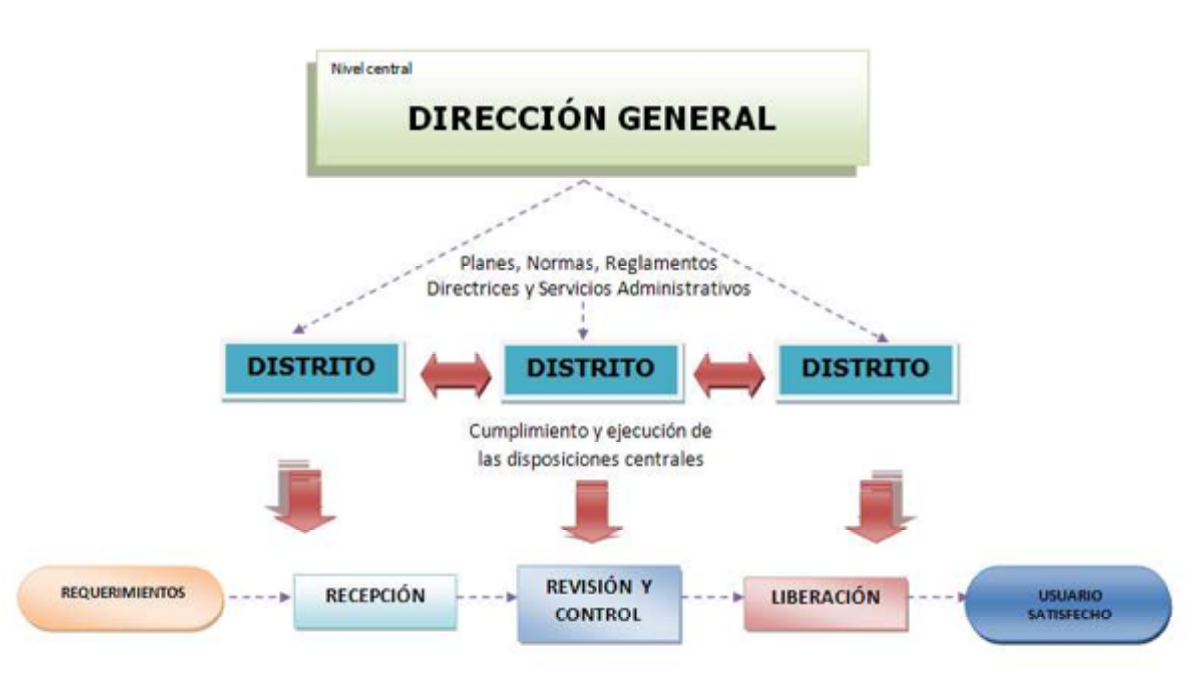 Nivel central
DIRECCIÓN GENERAL
Planes, Normas, Reglamentos
Directrices y Servicios Administrativos
DISTRITO
DISTRITO
DISTRITO
Cumplimiento y ejecución de
las disposiciones centrales
REQUERIMIENTOS
RECEPCIÓN
REVISIÓN Y
CONTROL
LIBERACIÓN
USUARIO
SATISFECHO